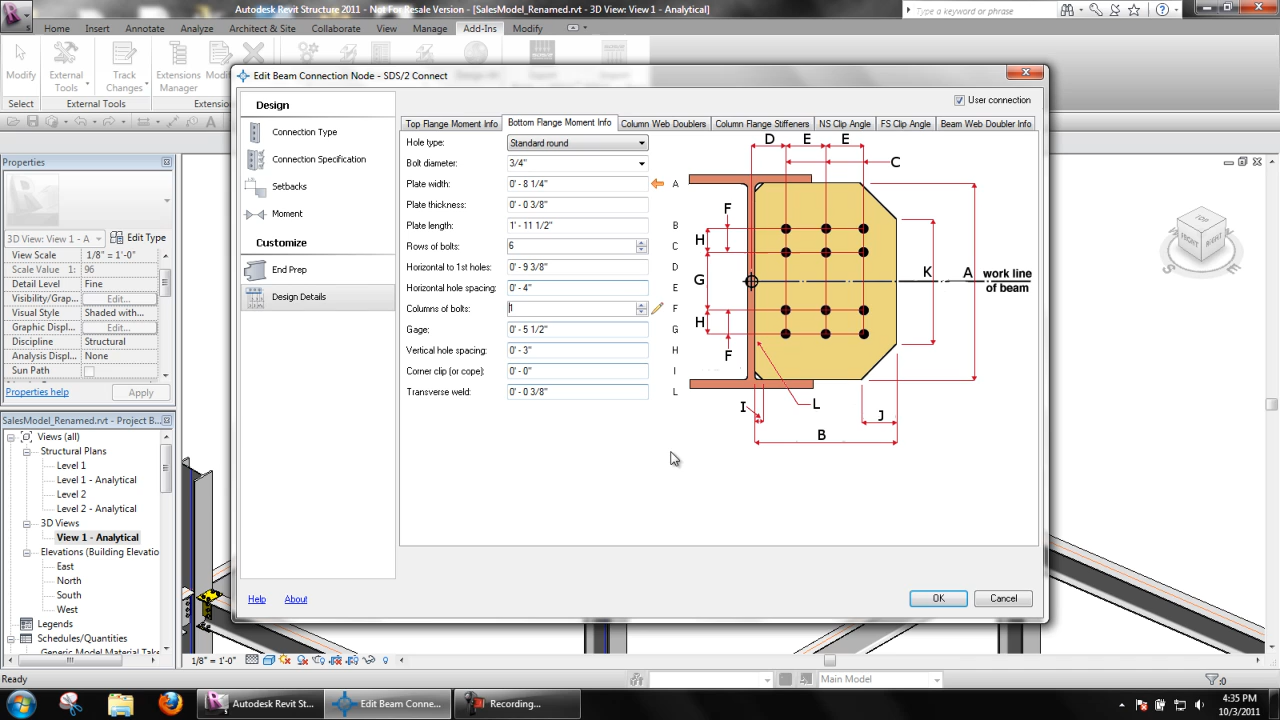 Autodesk Revit Structure 2011 - Not For Resale Version - [SalesModel_Renamed.rvt - 3D View: View 1 - Analytical]
Type a keyword or phrase
Home Insert Annotate Analyze Architect & Site Collaborate View Manage Add-Ins Modify
Modify
External Tools
Track Changes
Extensions Manager
Select
External Tools
Edit Beam Connection Node - SDS/2 Connect
User connection
Design
Connection Type
Connection Specification
Setbacks
Moment
Customize
End Prep
Design Details
Top Flange Moment Info Bottom Flange Moment Info Column Web Doublers Column Flange Stiffeners NS Clip Angle FS Clip Angle Beam Web Doubler Info
Hole type: Standard round
Bolt diameter: 3/4"
Plate width: 0' - 8 1/4" A
Plate thickness: 0' - 0 3/8"
Plate length: 1' - 11 1/2" B
Rows of bolts: 6 C
Horizontal to 1st holes: 0' - 9 3/8" D
Horizontal hole spacing: 0' - 4" E
Columns of bolts: 1 F
Gage: 0' - 5 1/2" G
Vertical hole spacing: 0' - 3" H
Corner clip (or cope): 0' - 0" I
Transverse weld: 0' - 0 3/8" L
D E E
C
F
H
G
K
A
work line of beam
H
F
I
L
J
B
Help
About
OK
Cancel
Properties
3D View: View 1 - A
Edit Type
View Scale 1/8" = 1'-0"
Scale Value 1: 96
Detail Level Fine
Visibility/Grap... Edit...
Visual Style Shaded with...
Graphic Displ... Edit...
Discipline Structural
Analysis Displ... None
Sun Path
Properties help
Apply
SalesModel_Renamed.rvt - Project B...
Views (all)
Structural Plans
Level 1
Level 1 - Analytical
Level 2
Level 2 - Analytical
3D Views
View 1 - Analytical
Elevations (Building Elevatio
East
North
South
West
Legends
Schedules/Quantities
Generic Model Material Take
TOP
FRONT
RIGHT
1/8" = 1'-0"
Ready
Main Model
:0
Autodesk Revit St...
Edit Beam Conne...
Recording...
4:35 PM
10/3/2011